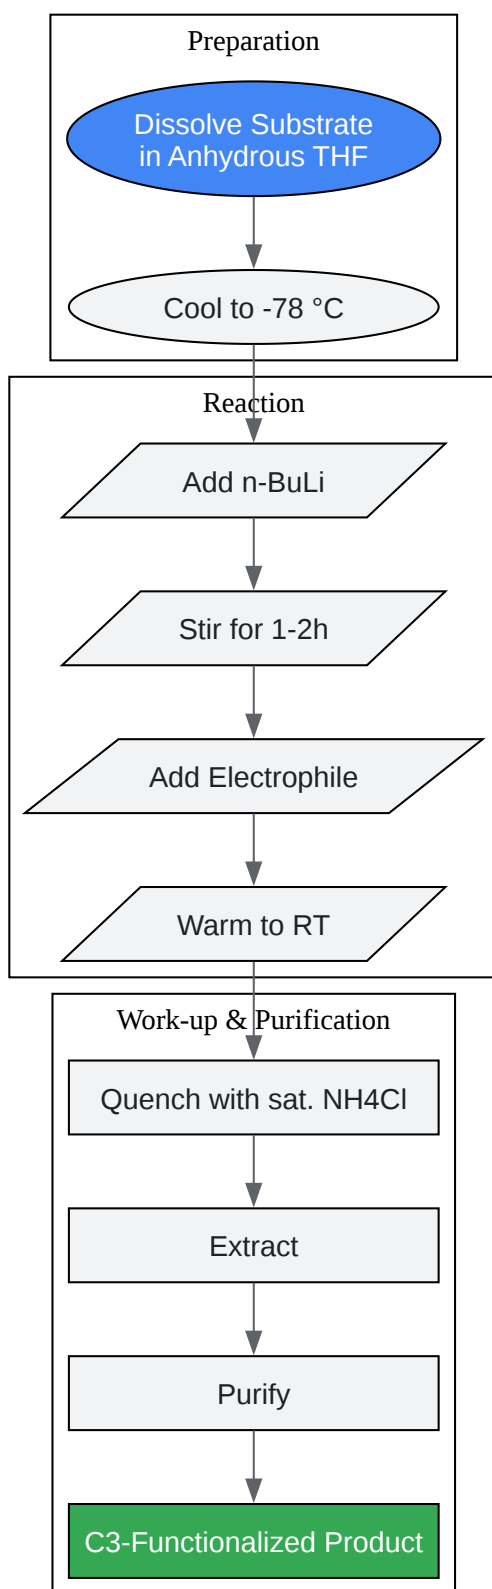 Preparation
Dissolve Substrate
in Anhydrous THF
Cool to -78 °C
Reaction
Add n-BuLi
Stir for 1-2h
Add Electrophile
Warm to RT
Work-up & Purification
Quench with sat. NH4Cl
Extract
Purify
C3-Functionalized Product